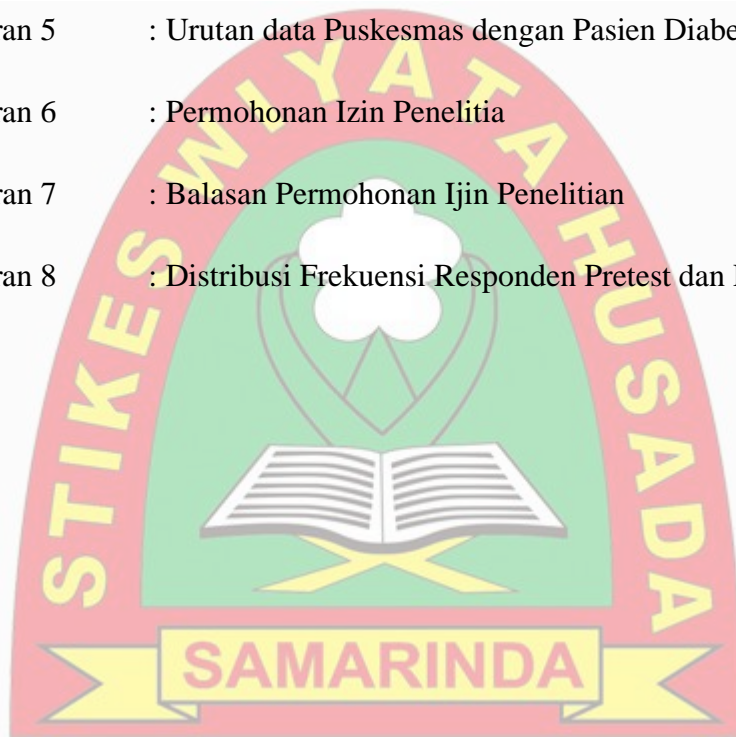 ran 5 : Urutan data Puskesmas dengan Pasien Diabe
ran 6 : Permohonan Izin Penelitia
ran 7 : Balasan Permohonan Ijin Penelitian
ran 8 : Distribusi Frekuensi Responden Pretest dan
STIKES WIYATA HUSADA
SAMARINDA